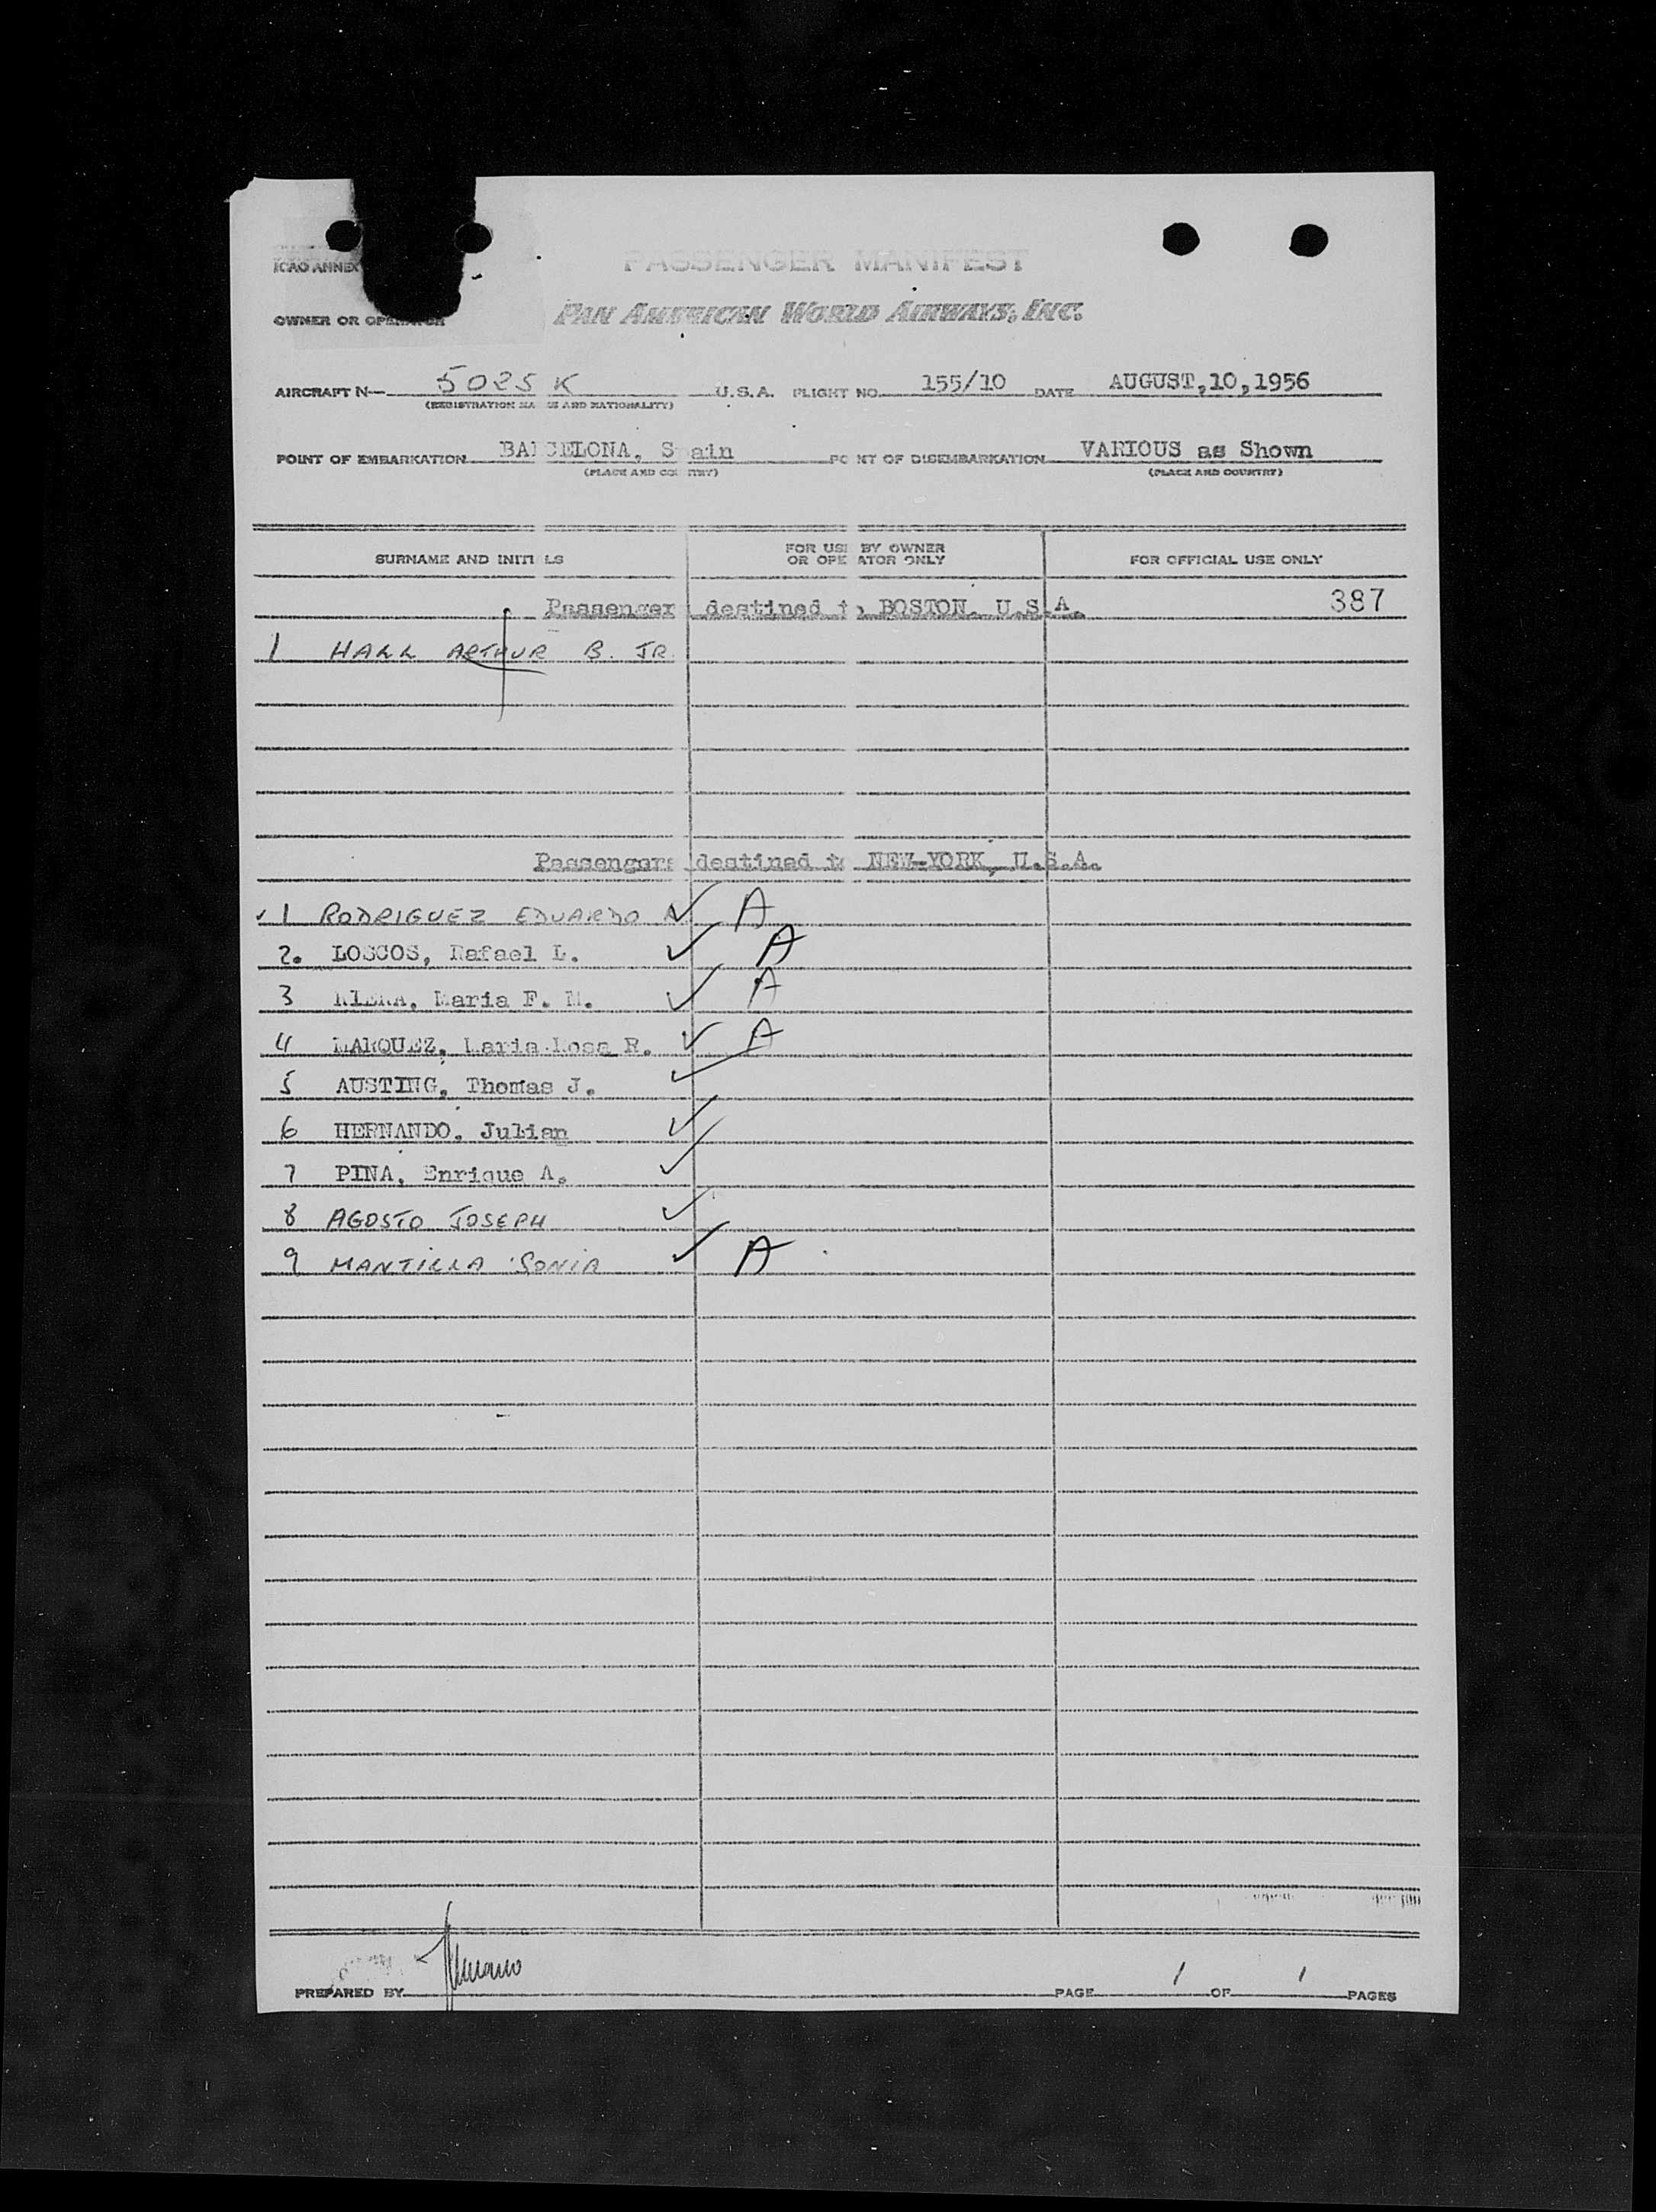 ICAO ANNEX
PASSENGER MANIFEST
OWNER OR OPERATOR PAN AMERICAN WORLD AIRWAYS, INC.
AIRCRAFT N— 5025 K U.S.A. FLIGHT NO. 155/10 DATE AUGUST,10,1956
(REGISTRATION MARKS AND NATIONALITY)
POINT OF EMBARKATION BARCELONA, Spain POINT OF DISEMBARKATION VARIOUS as Shown
(PLACE AND COUNTRY) (PLACE AND COUNTRY)
SURNAME AND INITIALS FOR USE BY OWNER OR OPERATOR ONLY FOR OFFICIAL USE ONLY
Passenger destined to BOSTON, U.S.A. 387
1 HALL ARTHUR B. JR.
Passengers destined to NEW-YORK, U.S.A.
✓ 1 RODRIGUEZ EDUARDO A ✓ A
2. LOSCOS, Rafael L. ✓ A
3 RIERA, Maria F. M. ✓ A
4 MARQUEZ, Maria Rosa R. ✓ A
5 AUSTING, Thomas J. ✓
6 HERNANDO, Julian ✓
7 PINA, Enrique A. ✓
8 AGOSTO JOSEPH ✓
9 MANTILLA SONIA ✓ A
PREPARED BY PAGE 1 OF 1 PAGES